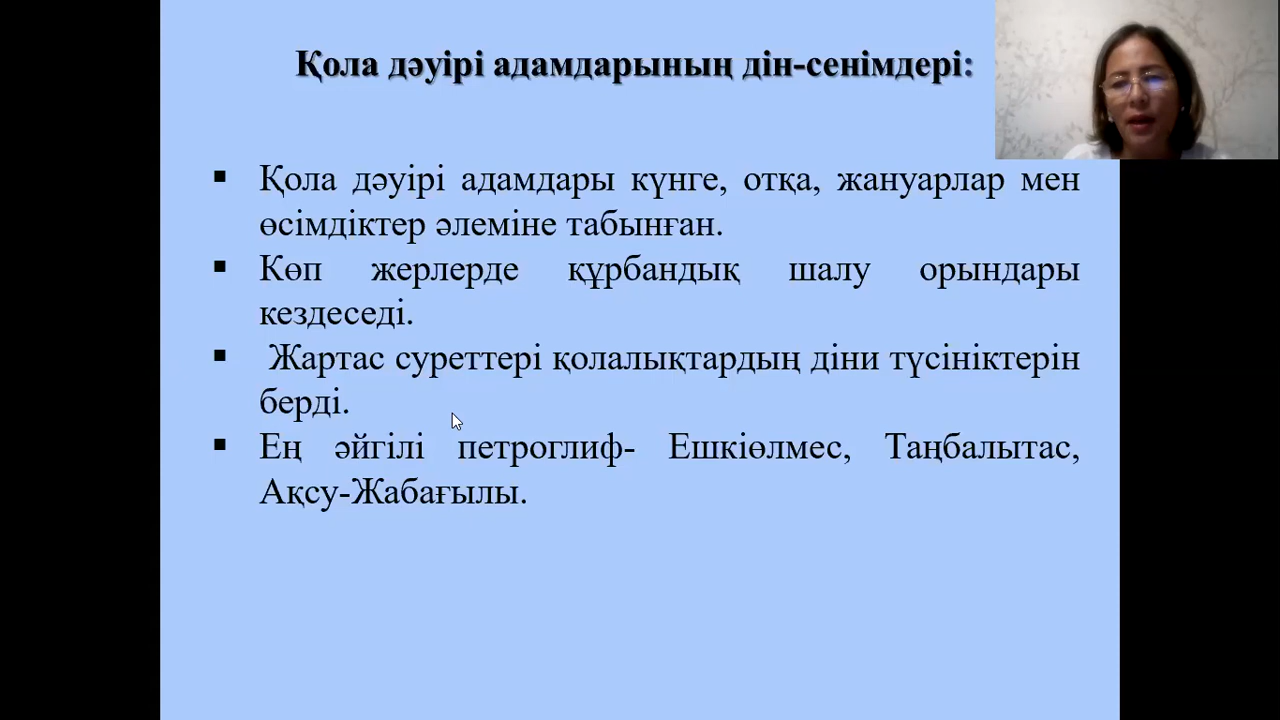 Қола дәуірі адамдарының дін-сенімдері:
▪ Қола дәуірі адамдары күнге, отқа, жануарлар мен
өсімдіктер әлеміне табынған.
▪ Көп жерлерде құрбандық шалу орындары
кездеседі.
▪ Жартас суреттері қолалықтардың діни түсініктерін
берді.
▪ Ең әйгілі петроглиф- Ешкіөлмес, Таңбалытас,
Ақсу-Жабағылы.